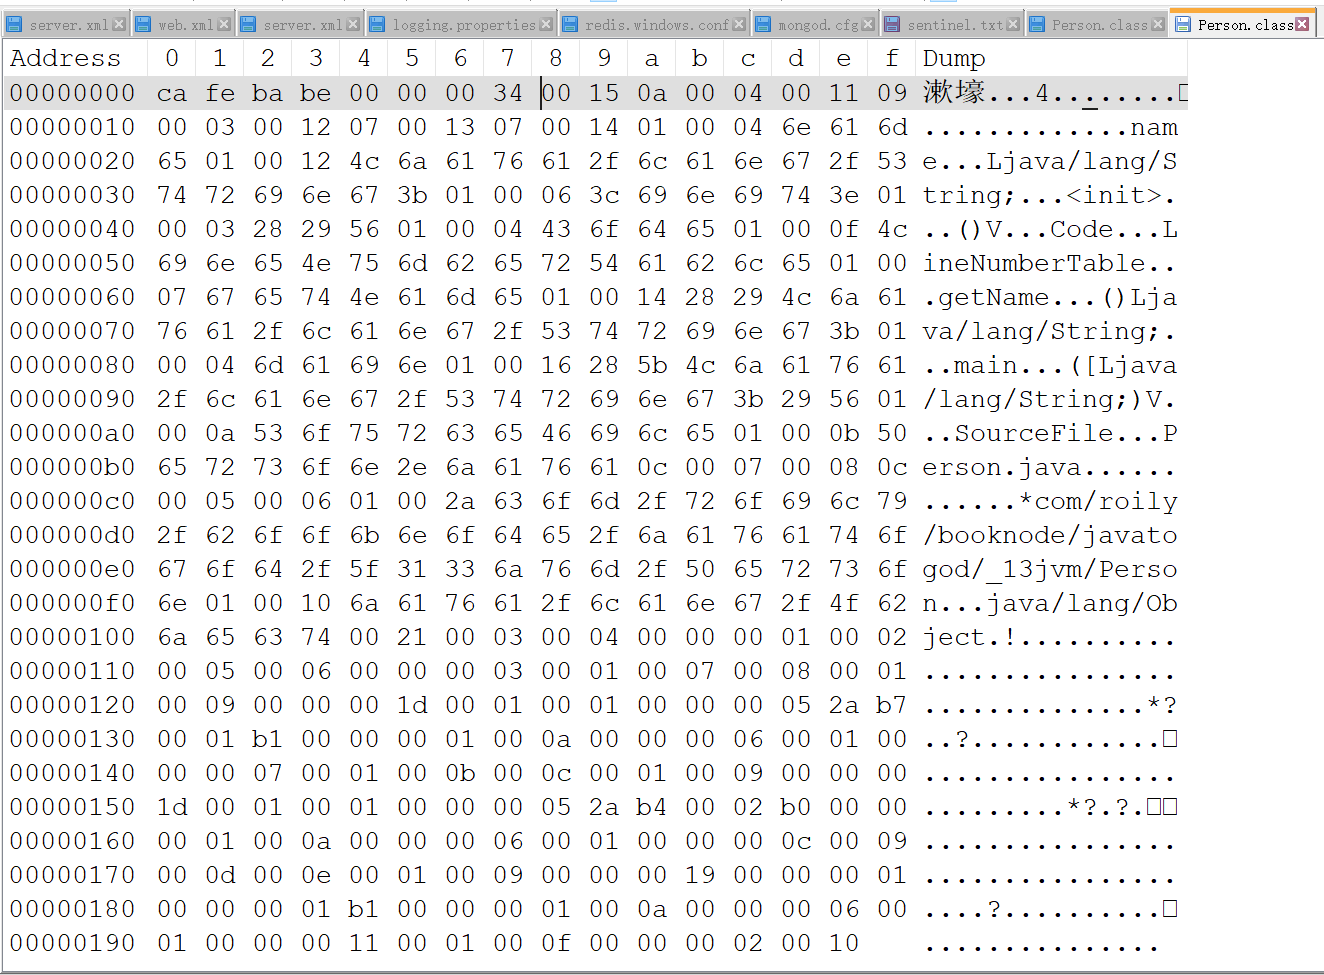 server.xml web.xml server.xml logging.properties redis.windows.conf mongod.cfg sentinel.txt Person.class Person.class
Address 0 1 2 3 4 5 6 7 8 9 a b c d e f Dump
00000000 ca fe ba be 00 00 00 34 00 15 0a 00 04 00 11 09 漱壕...4........□
00000010 00 03 00 12 07 00 13 07 00 14 01 00 04 6e 61 6d .............nam
00000020 65 01 00 12 4c 6a 61 76 61 2f 6c 61 6e 67 2f 53 e...Ljava/lang/S
00000030 74 72 69 6e 67 3b 01 00 06 3c 69 6e 69 74 3e 01 tring;...<init>.
00000040 00 03 28 29 56 01 00 04 43 6f 64 65 01 00 0f 4c ..()V...Code...L
00000050 69 6e 65 4e 75 6d 62 65 72 54 61 62 6c 65 01 00 ineNumberTable..
00000060 07 67 65 74 4e 61 6d 65 01 00 14 28 29 4c 6a 61 .getName...()Lja
00000070 76 61 2f 6c 61 6e 67 2f 53 74 72 69 6e 67 3b 01 va/lang/String;.
00000080 00 04 6d 61 69 6e 01 00 16 28 5b 4c 6a 61 76 61 ..main...([Ljava
00000090 2f 6c 61 6e 67 2f 53 74 72 69 6e 67 3b 29 56 01 /lang/String;)V.
000000a0 00 0a 53 6f 75 72 63 65 46 69 6c 65 01 00 0b 50 ..SourceFile...P
000000b0 65 72 73 6f 6e 2e 6a 61 76 61 0c 00 07 00 08 0c erson.java......
000000c0 00 05 00 06 01 00 2a 63 6f 6d 2f 72 6f 69 6c 79 ......*com/roily
000000d0 2f 62 6f 6f 6b 6e 6f 64 65 2f 6a 61 76 61 74 6f /booknode/javato
000000e0 67 6f 64 2f 5f 31 33 6a 76 6d 2f 50 65 72 73 6f god/_13jvm/Perso
000000f0 6e 01 00 10 6a 61 76 61 2f 6c 61 6e 67 2f 4f 62 n...java/lang/Ob
00000100 6a 65 63 74 00 21 00 03 00 04 00 00 00 01 00 02 ject.!..........
00000110 00 05 00 06 00 00 00 03 00 01 00 07 00 08 00 01 ................
00000120 00 09 00 00 00 1d 00 01 00 01 00 00 00 05 2a b7 ..............*?
00000130 00 01 b1 00 00 00 01 00 0a 00 00 00 06 00 01 00 ..?............□
00000140 00 00 07 00 01 00 0b 00 0c 00 01 00 09 00 00 00 ................
00000150 1d 00 01 00 01 00 00 00 05 2a b4 00 02 b0 00 00 .........*?.?.□□
00000160 00 01 00 0a 00 00 00 06 00 01 00 00 00 0c 00 09 ................
00000170 00 0d 00 0e 00 01 00 09 00 00 00 19 00 00 00 01 ................
00000180 00 00 00 01 b1 00 00 00 01 00 0a 00 00 00 06 00 ....?..........□
00000190 01 00 00 00 11 00 01 00 0f 00 00 00 02 00 10 ...............